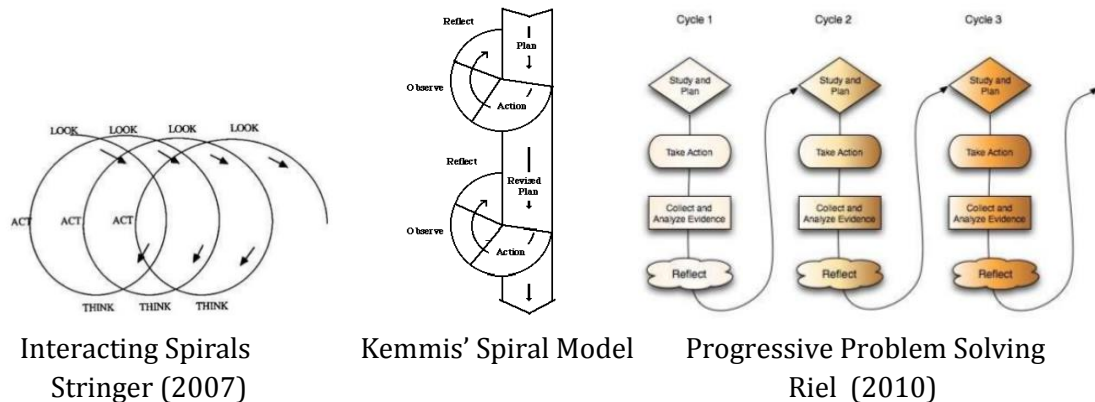 LOOK LOOK LOOK LOOK
ACT ACT ACT
THINK THINK THINK
Interacting Spirals
Stringer (2007)
Reflect
Plan
Observe
Action
Reflect
Revised
Plan
Observe
Action
Kemmis’ Spiral Model
Cycle 1
Study and
Plan
Take Action
Collect and
Analyze Evidence
Reflect
Cycle 2
Study and
Plan
Take Action
Collect and
Analyze Evidence
Reflect
Cycle 3
Study and
Plan
Take Action
Collect and
Analyze Evidence
Reflect
Progressive Problem Solving
Riel (2010)